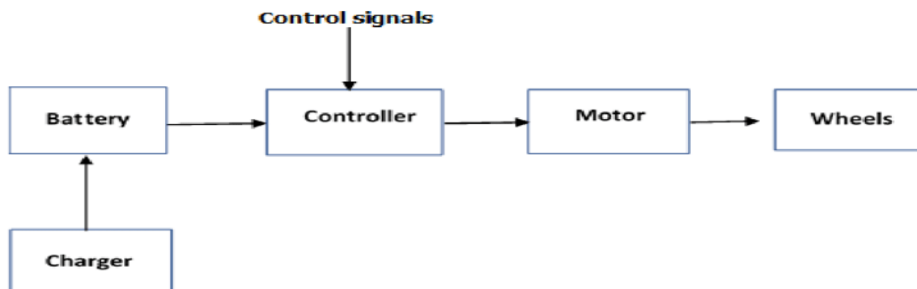 Control signals
Battery
Controller
Motor
Wheels
Charger